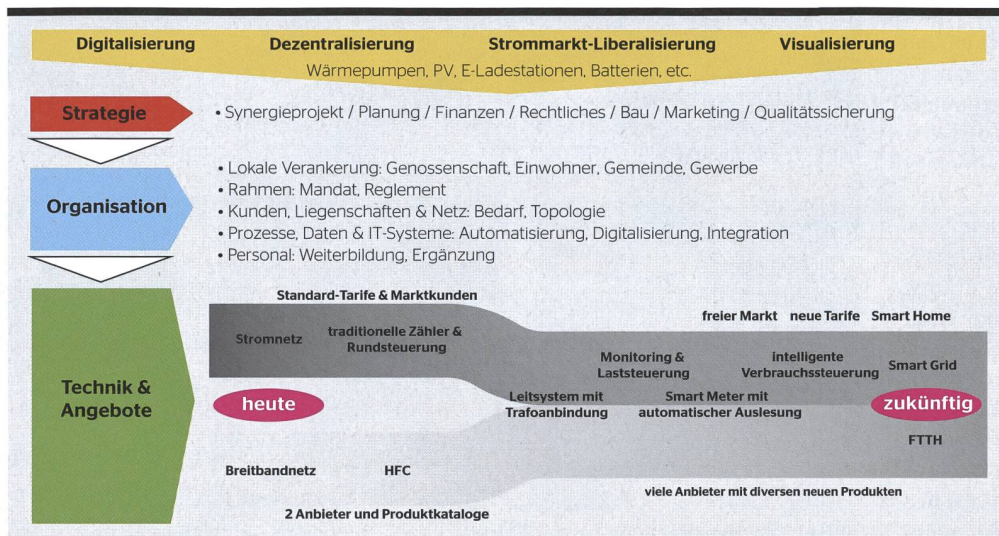 Digitalisierung Dezentralisierung Strommarkt-Liberalisierung Visualisierung
Wärmepumpen, PV, E-Ladestationen, Batterien, etc.
Strategie
• Synergieprojekt / Planung / Finanzen / Rechtliches / Bau / Marketing / Qualitätssicherung
Organisation
• Lokale Verankerung: Genossenschaft, Einwohner, Gemeinde, Gewerbe
• Rahmen: Mandat, Reglement
• Kunden, Liegenschaften & Netz: Bedarf, Topologie
• Prozesse, Daten & IT-Systeme: Automatisierung, Digitalisierung, Integration
• Personal: Weiterbildung, Ergänzung
Technik &
Angebote
Standard-Tarife & Marktkunden
Stromnetz
traditionelle Zähler &
Rundsteuerung
heute
Breitbandnetz
HFC
2 Anbieter und Produktkataloge
freier Markt neue Tarife Smart Home
Monitoring &
Laststeuerung
intelligente
Verbrauchssteuerung
Smart Grid
Leitsystem mit
Trafoanbindung
Smart Meter mit
automatischer Auslesung
zukünftig
FTTH
viele Anbieter mit diversen neuen Produkten